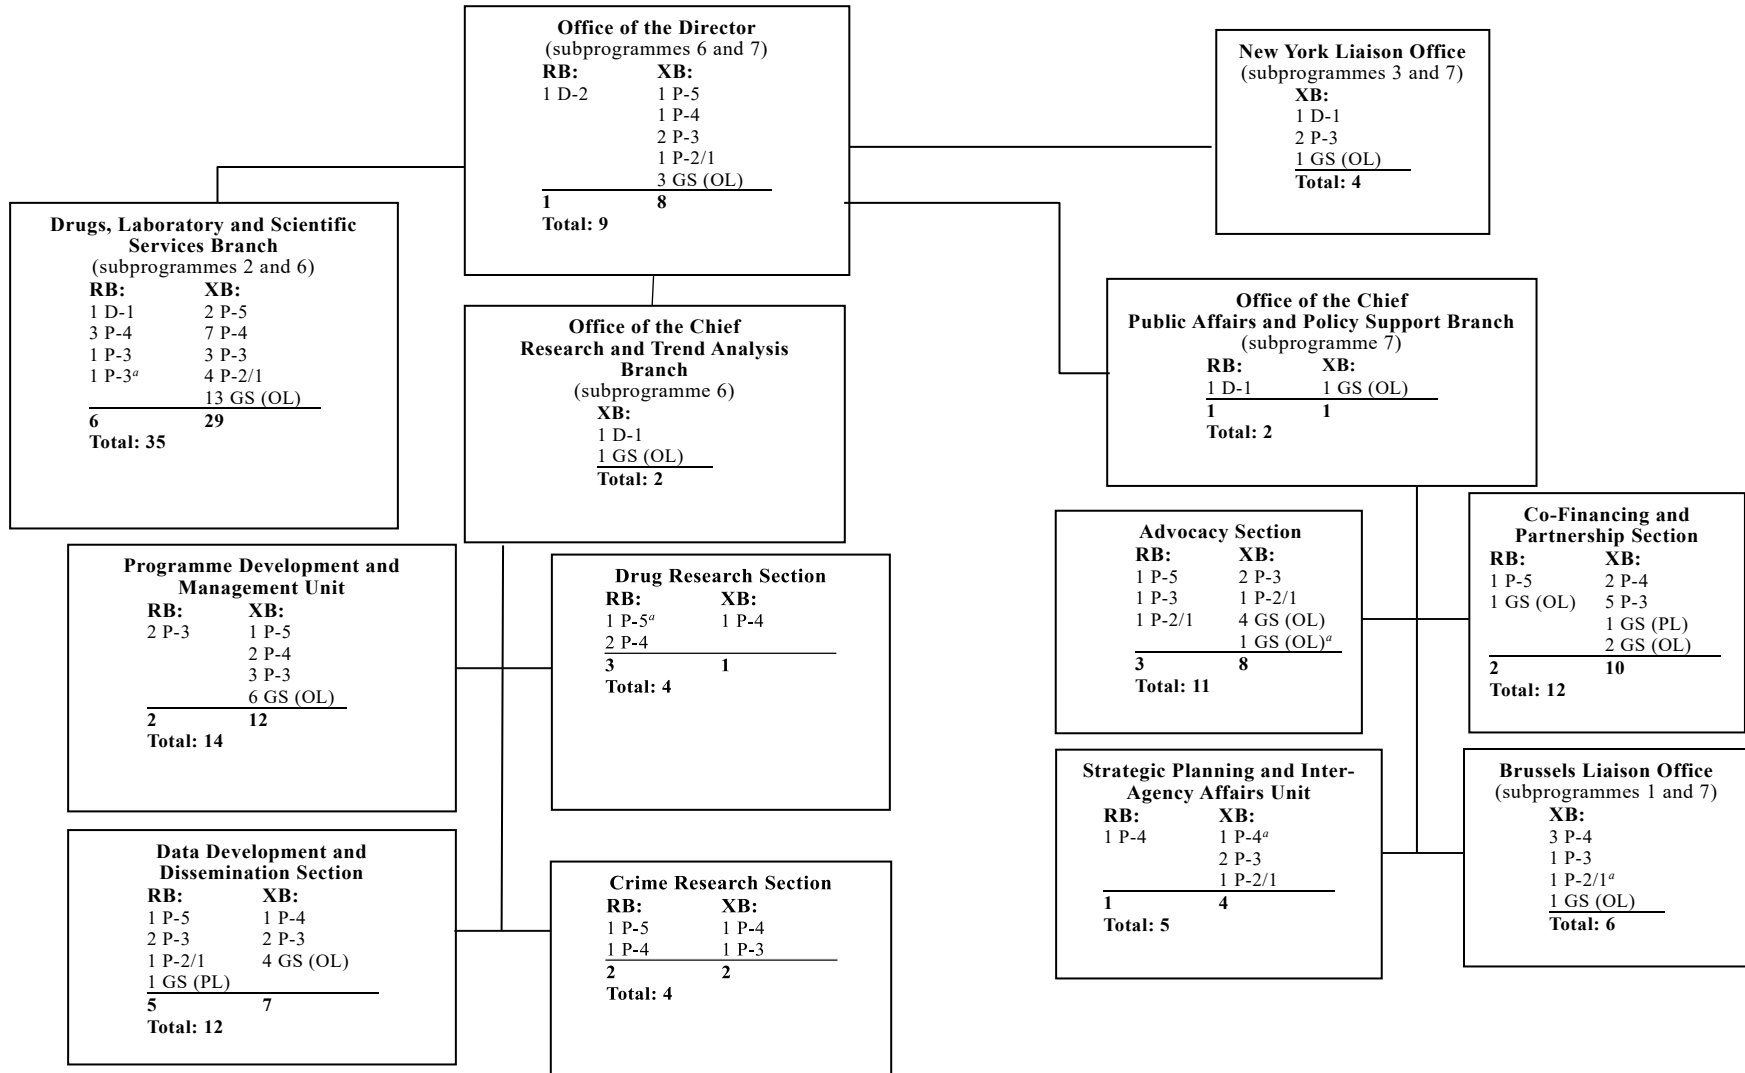 Office of the Director
(subprogrammes 6 and 7)
RB: XB:
1 D-2 1 P-5
1 P-4
2 P-3
1 P-2/1
3 GS (OL)
1 8
Total: 9
New York Liaison Office
(subprogrammes 3 and 7)
XB:
1 D-1
2 P-3
1 GS (OL)
Total: 4
Drugs, Laboratory and Scientific
Services Branch
(subprogrammes 2 and 6)
RB: XB:
1 D-1 2 P-5
3 P-4 7 P-4
1 P-3 3 P-3
1 P-3a 4 P-2/1
13 GS (OL)
6 29
Total: 35
Office of the Chief
Research and Trend Analysis
Branch
(subprogramme 6)
XB:
1 D-1
1 GS (OL)
Total: 2
Office of the Chief
Public Affairs and Policy Support Branch
(subprogramme 7)
RB: XB:
1 D-1 1 GS (OL)
1 1
Total: 2
Programme Development and
Management Unit
RB: XB:
2 P-3 1 P-5
2 P-4
3 P-3
6 GS (OL)
2 12
Total: 14
Drug Research Section
RB: XB:
1 P-5a 1 P-4
2 P-4
3 1
Total: 4
Advocacy Section
RB: XB:
1 P-5 2 P-3
1 P-3 1 P-2/1
1 P-2/1 4 GS (OL)
1 GS (OL)a
3 8
Total: 11
Co-Financing and
Partnership Section
RB: XB:
1 P-5 2 P-4
1 GS (OL) 5 P-3
1 GS (PL)
2 GS (OL)
2 10
Total: 12
Data Development and
Dissemination Section
RB: XB:
1 P-5 1 P-4
2 P-3 2 P-3
1 P-2/1 4 GS (OL)
1 GS (PL)
5 7
Total: 12
Crime Research Section
RB: XB:
1 P-5 1 P-4
1 P-4 1 P-3
2 2
Total: 4
Strategic Planning and Inter-
Agency Affairs Unit
RB: XB:
1 P-4 1 P-4a
2 P-3
1 P-2/1
1 4
Total: 5
Brussels Liaison Office
(subprogrammes 1 and 7)
XB:
3 P-4
1 P-3
1 P-2/1a
1 GS (OL)
Total: 6